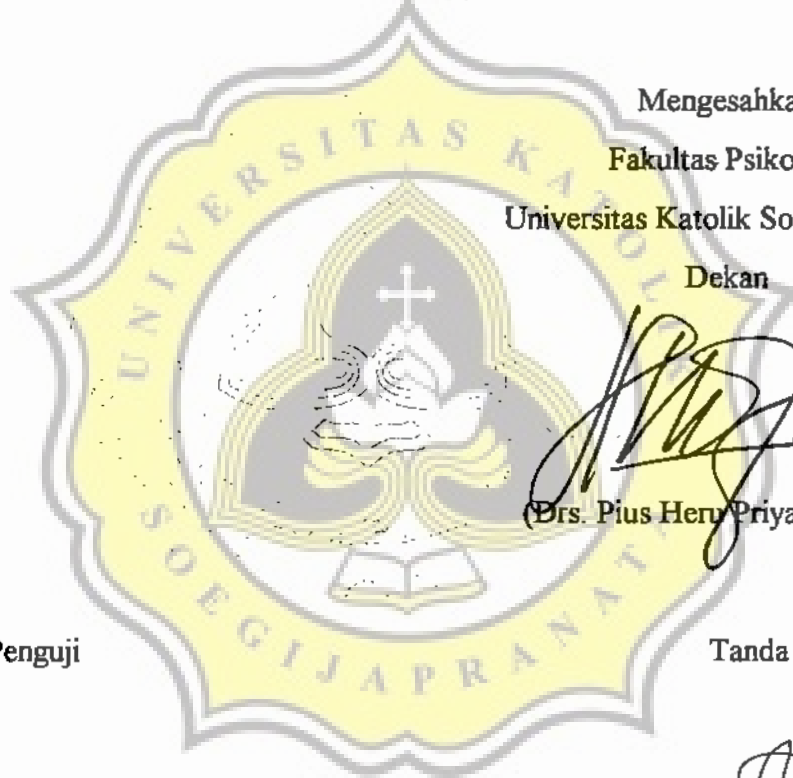 Mengesahka
Fakultas Psiko
Universitas Katolik So
Dekan
(Drs. Pius Heru Priya
Penguji
Tanda
UNIVERSITAS KATOLIK
SOEGIJAPRANATA